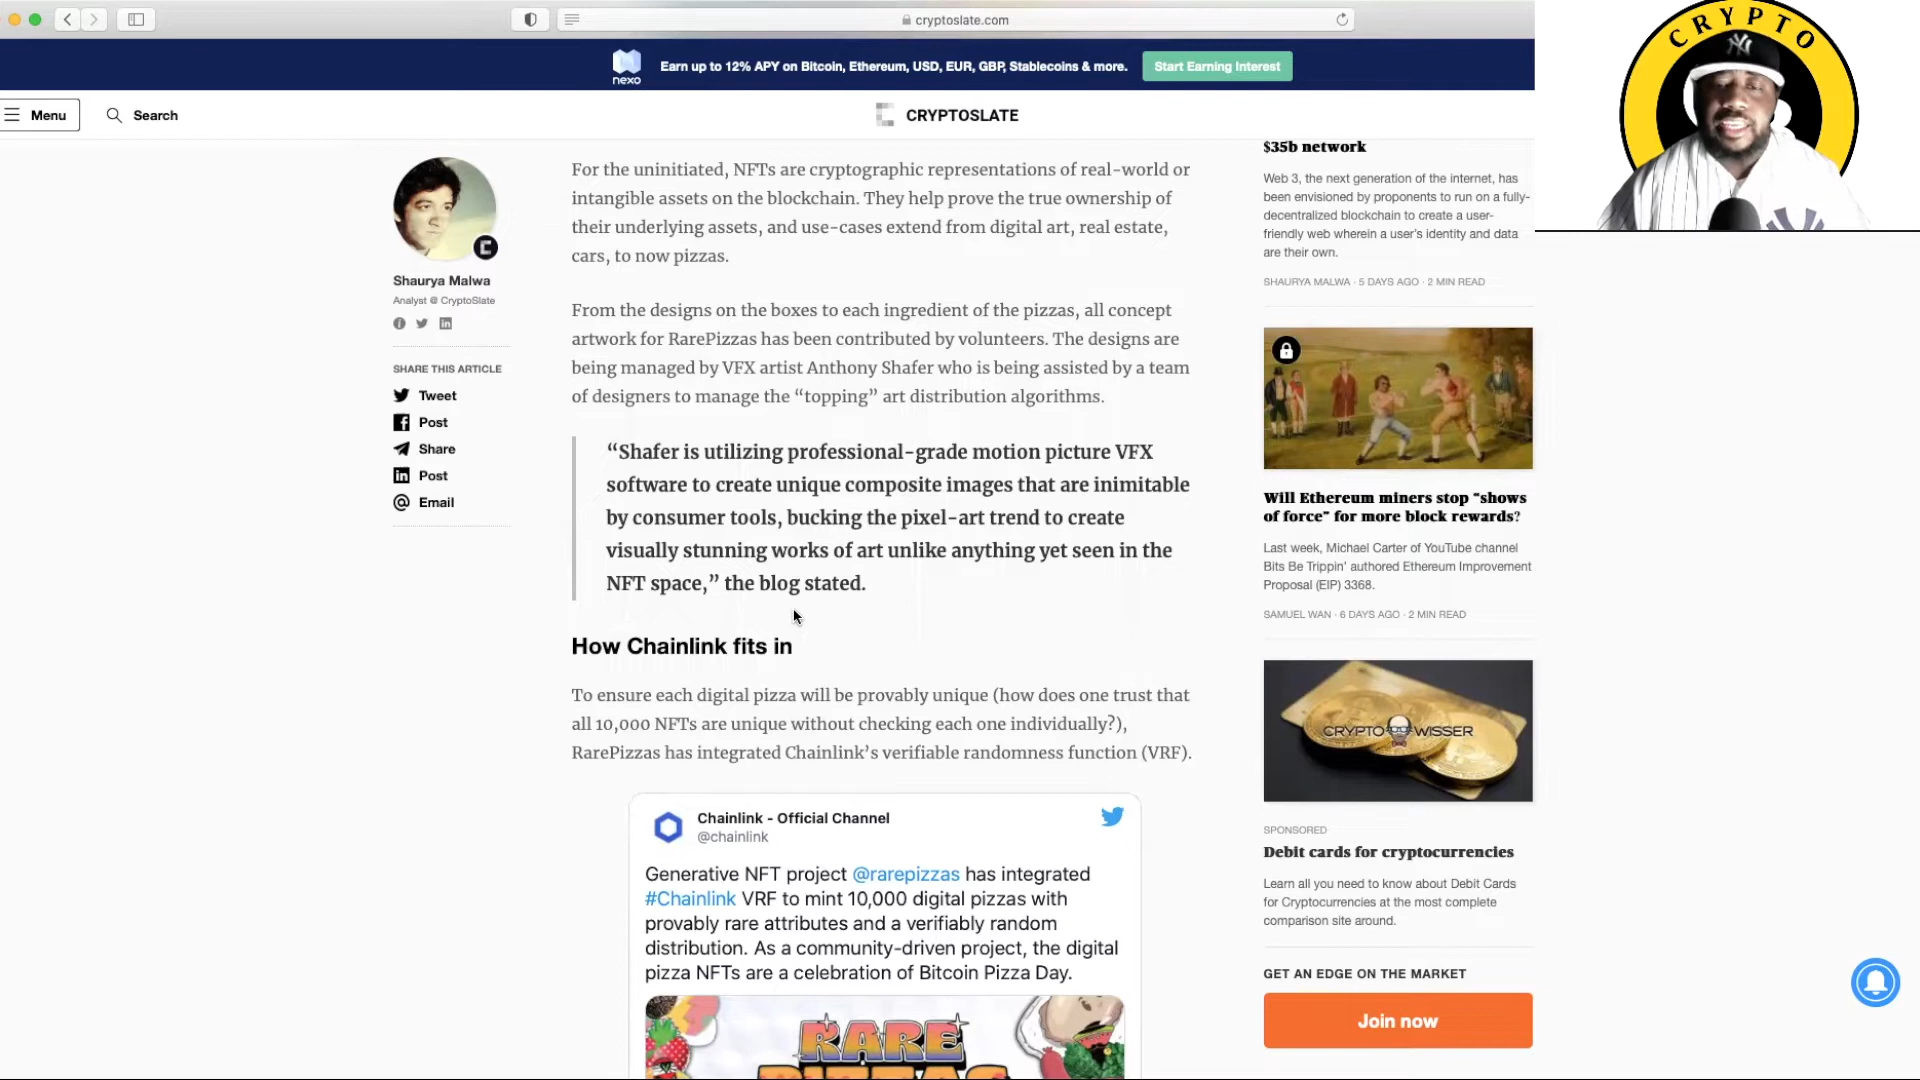 cryptoslate.com
nexo
Earn up to 12% APY on Bitcoin, Ethereum, USD, EUR, GBP, Stablecoins & more.
Start Earning Interest
CRYPTO
NY
Menu
Search
CRYPTOSLATE
Shaurya Malwa
Analyst @ CryptoSlate
SHARE THIS ARTICLE
Tweet
Post
Share
Post
Email
For the uninitiated, NFTs are cryptographic representations of real-world or
intangible assets on the blockchain. They help prove the true ownership of
their underlying assets, and use-cases extend from digital art, real estate,
cars, to now pizzas.
From the designs on the boxes to each ingredient of the pizzas, all concept
artwork for RarePizzas has been contributed by volunteers. The designs are
being managed by VFX artist Anthony Shafer who is being assisted by a team
of designers to manage the “topping” art distribution algorithms.
“Shafer is utilizing professional-grade motion picture VFX
software to create unique composite images that are inimitable
by consumer tools, bucking the pixel-art trend to create
visually stunning works of art unlike anything yet seen in the
NFT space,” the blog stated.
How Chainlink fits in
To ensure each digital pizza will be provably unique (how does one trust that
all 10,000 NFTs are unique without checking each one individually?),
RarePizzas has integrated Chainlink’s verifiable randomness function (VRF).
Chainlink - Official Channel
@chainlink
Generative NFT project @rarepizzas has integrated
#Chainlink VRF to mint 10,000 digital pizzas with
provably rare attributes and a verifiably random
distribution. As a community-driven project, the digital
pizza NFTs are a celebration of Bitcoin Pizza Day.
RARE
PIZZAS
$35b network
Web 3, the next generation of the internet, has
been envisioned by proponents to run on a fully-
decentralized blockchain to create a user-
friendly web wherein a user’s identity and data
are their own.
SHAURYA MALWA · 5 DAYS AGO · 2 MIN READ
Will Ethereum miners stop “shows
of force” for more block rewards?
Last week, Michael Carter of YouTube channel
Bits Be Trippin’ authored Ethereum Improvement
Proposal (EIP) 3368.
SAMUEL WAN · 6 DAYS AGO · 2 MIN READ
CRYPTO WISSER
SPONSORED
Debit cards for cryptocurrencies
Learn all you need to know about Debit Cards
for Cryptocurrencies at the most complete
comparison site around.
GET AN EDGE ON THE MARKET
Join now